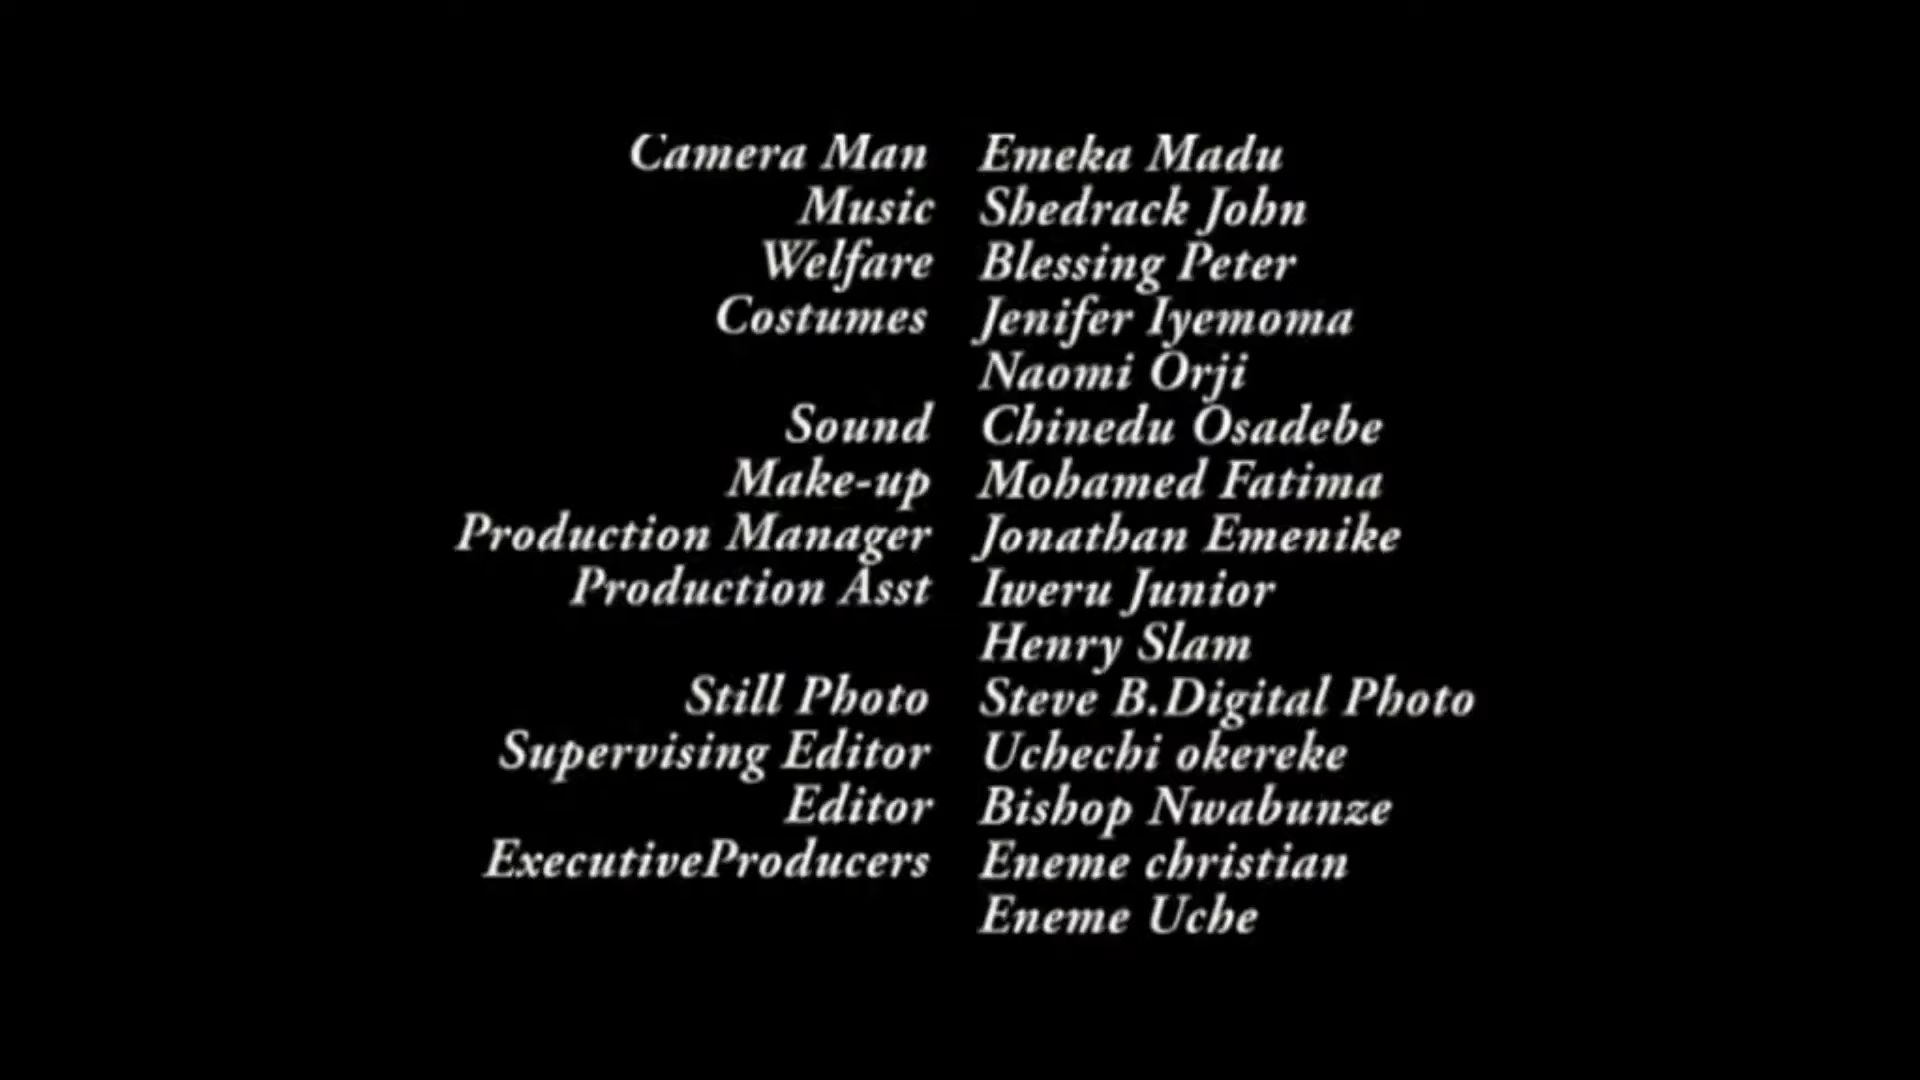 Camera Man Emeka Madu
Music Shedrack John
Welfare Blessing Peter
Costumes Jenifer Iyemoma
Naomi Orji
Sound Chinedu Osadebe
Make-up Mohamed Fatima
Production Manager Jonathan Emenike
Production Asst Iweru Junior
Henry Slam
Still Photo Steve B.Digital Photo
Supervising Editor Uchechi okereke
Editor Bishop Nwabunze
ExecutiveProducers Eneme christian
Eneme Uche